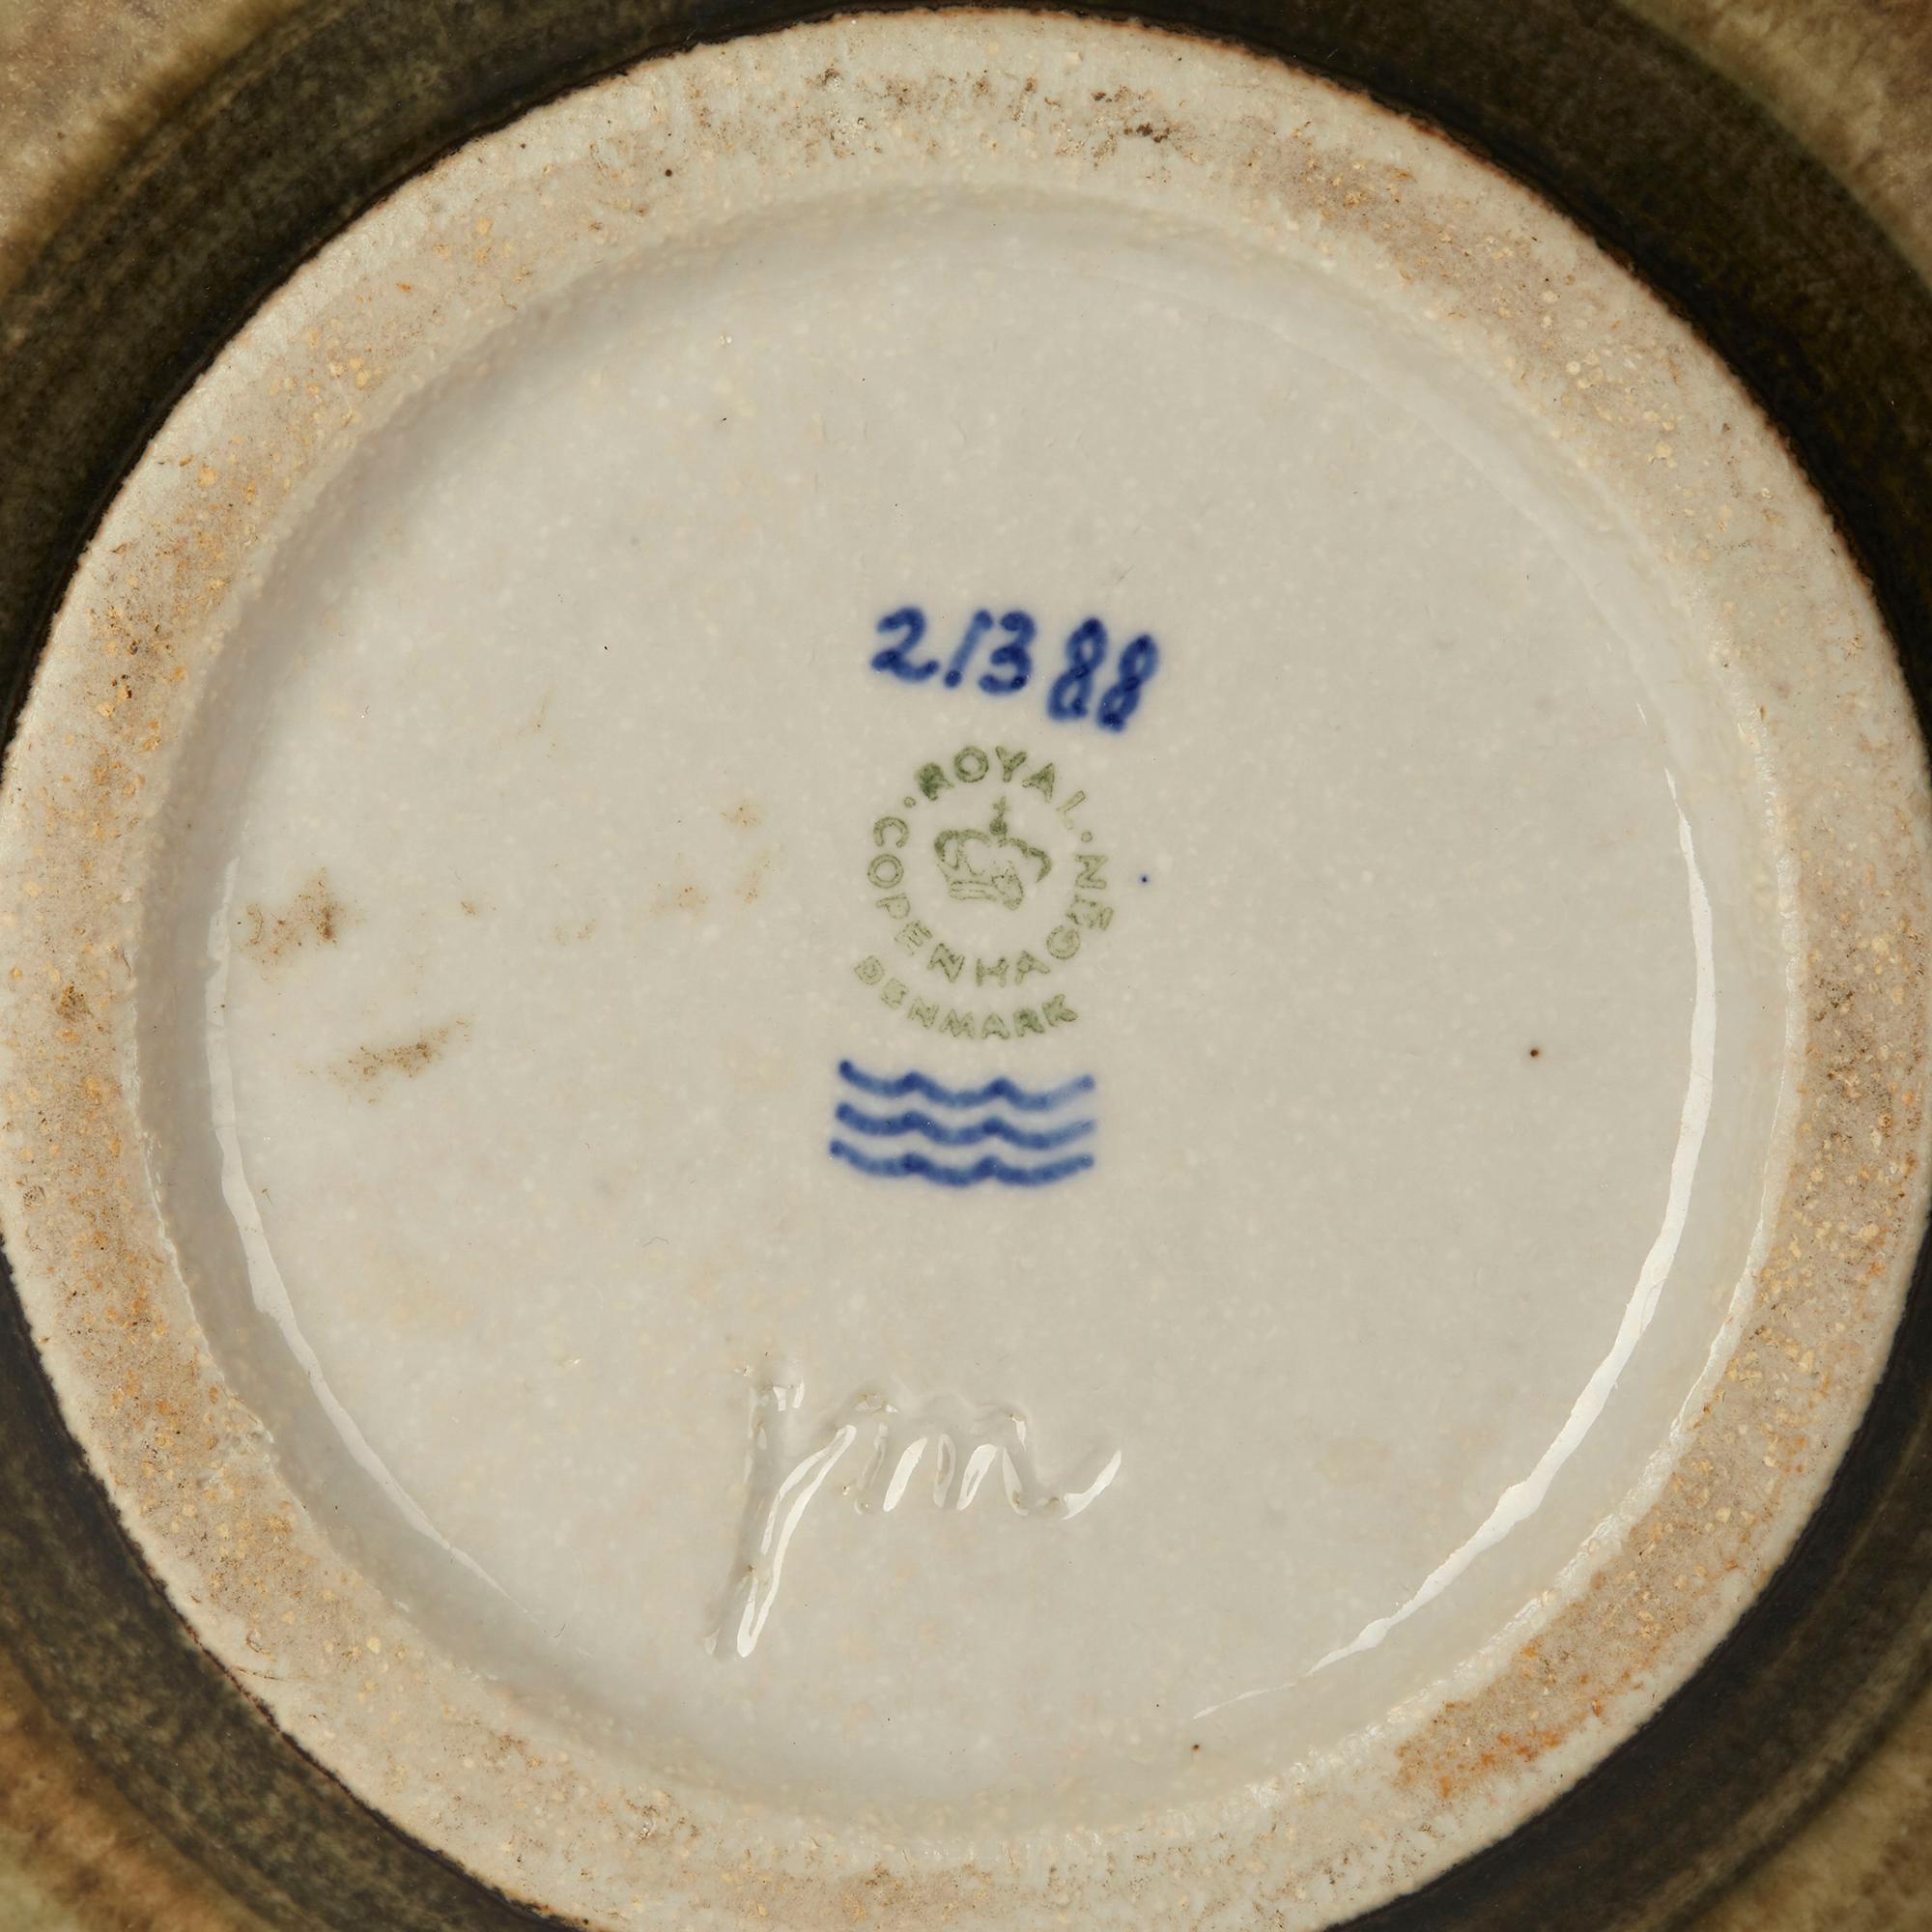 21388
·ROYAL·
COPENHAGEN
DENMARK